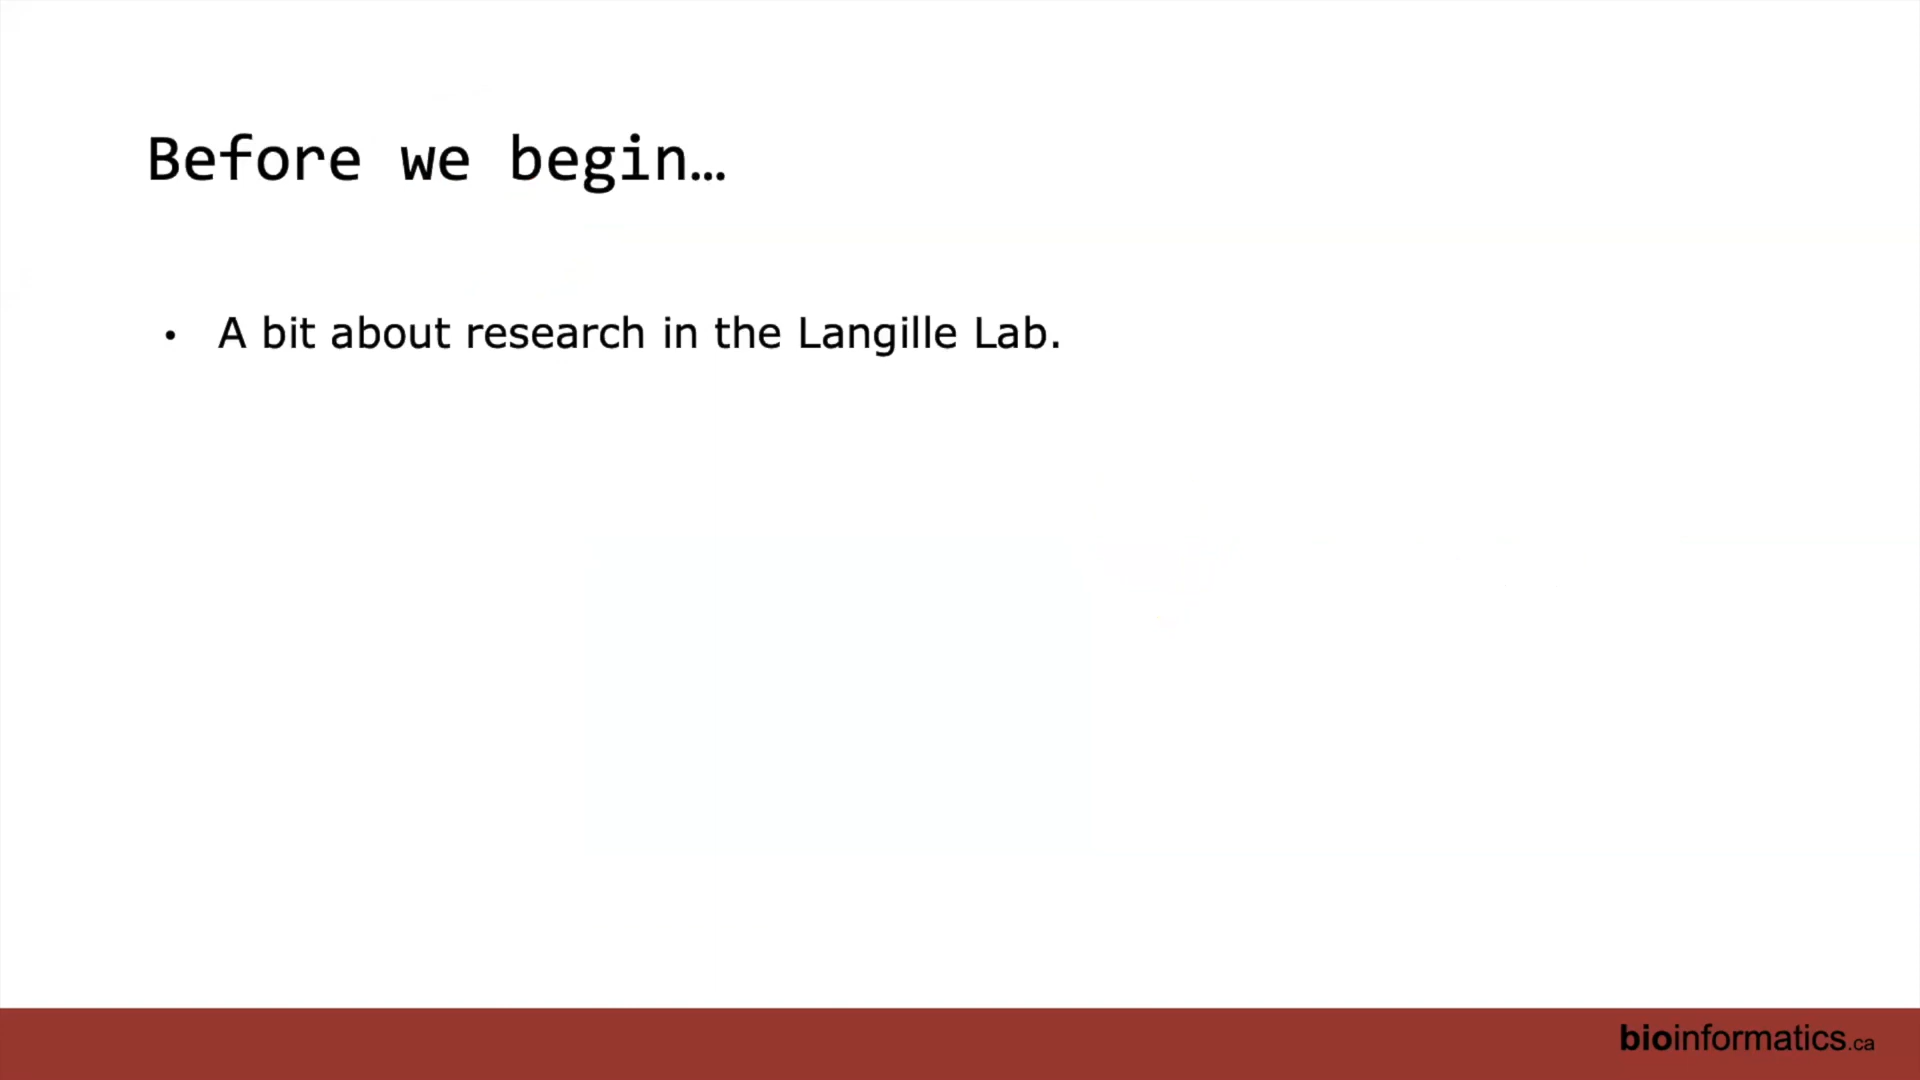 Before we begin…
• A bit about research in the Langille Lab.
bioinformatics.ca